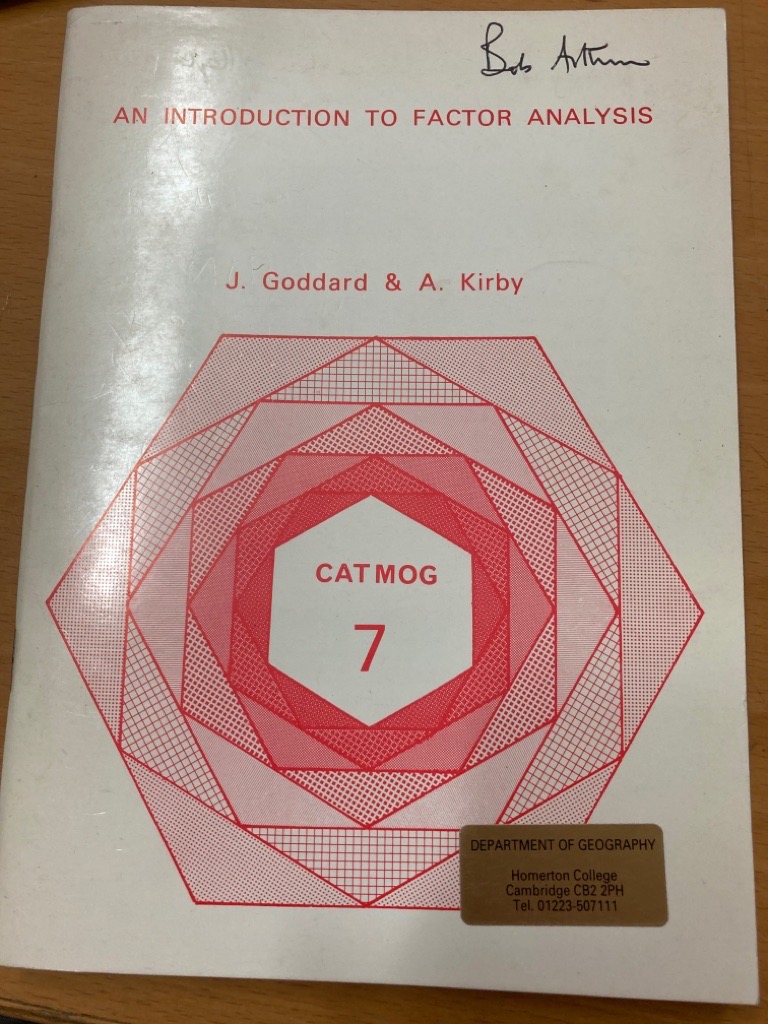 Bob Arthur
AN INTRODUCTION TO FACTOR ANALYSIS
J. Goddard & A. Kirby
CATMOG
7
DEPARTMENT OF GEOGRAPHY
Homerton College
Cambridge CB2 2PH
Tel. 01223-507111